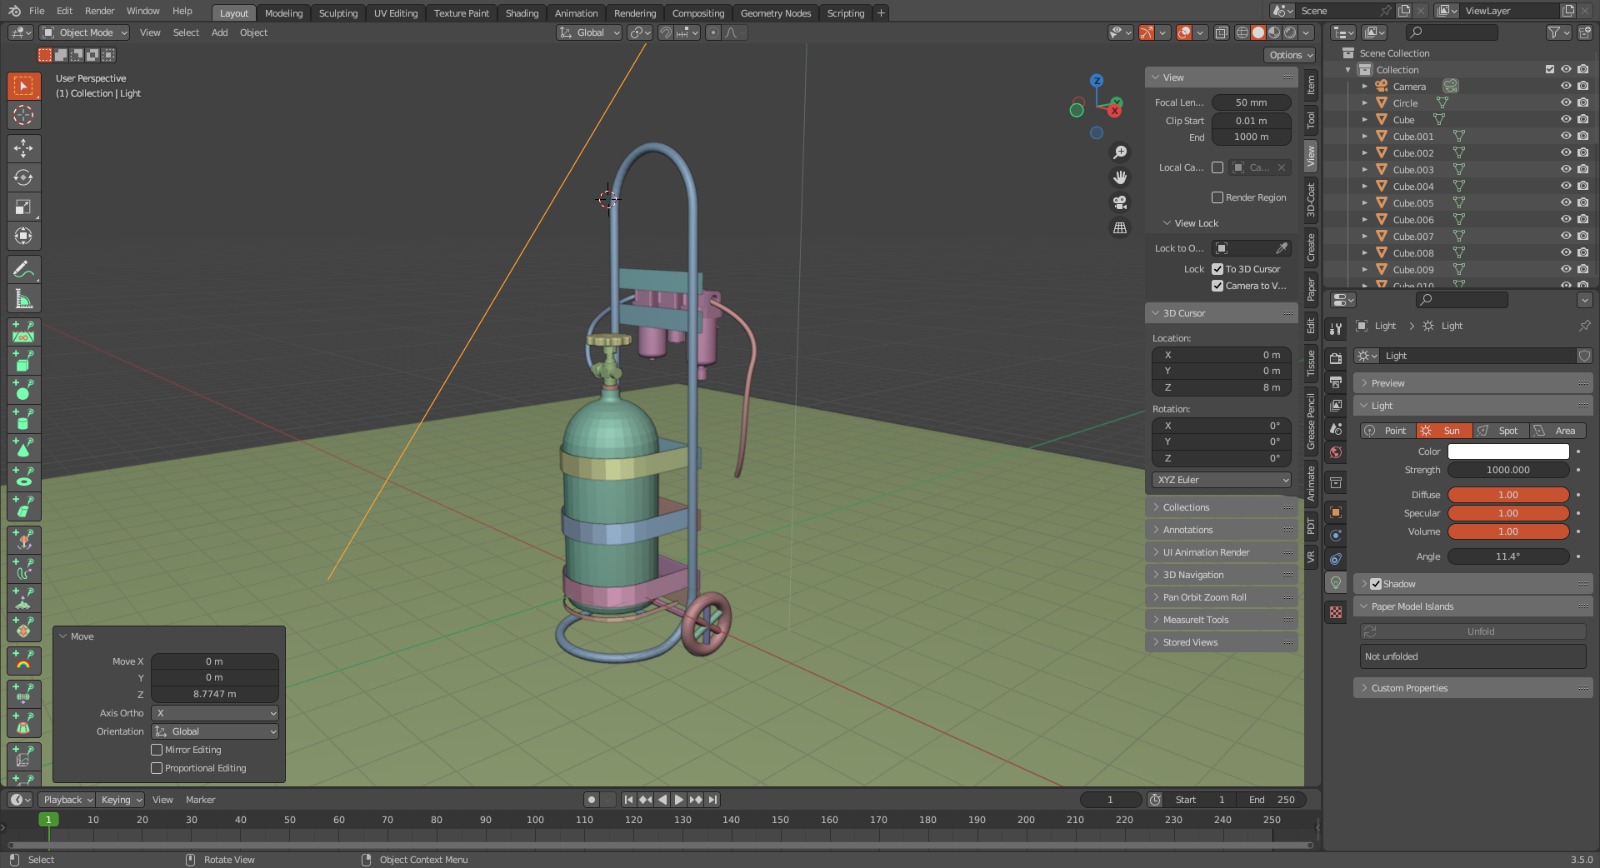 File Edit Render Window Help Layout Modeling Sculpting UV Editing Texture Paint Shading Animation Rendering Compositing Geometry Nodes Scripting + Scene ViewLayer
Object Mode View Select Add Object Global
Options
User Perspective
(1) Collection | Light
Z
Y
X
View
Focal Len... 50 mm
Clip Start 0.01 m
End 1000 m
Local Ca... Ca...
Render Region
View Lock
Lock to O...
Lock To 3D Cursor
Camera to V...
3D Cursor
Location:
X 0 m
Y 0 m
Z 8 m
Rotation:
X 0°
Y 0°
Z 0°
XYZ Euler
Collections
Annotations
UI Animation Render
3D Navigation
Pan Orbit Zoom Roll
MeasureIt Tools
Stored Views
Item
Tool
View
3D-Coat
Create
Paper
Edit
Tissue
Grease Pencil
Animate
PDT
VR
Scene Collection
Collection
Camera
Circle
Cube
Cube.001
Cube.002
Cube.003
Cube.004
Cube.005
Cube.006
Cube.007
Cube.008
Cube.009
Cube.010
Light > Light
Light
Preview
Light
Point Sun Spot Area
Color
Strength 1000.000
Diffuse 1.00
Specular 1.00
Volume 1.00
Angle 11.4°
Shadow
Paper Model Islands
Unfold
Not unfolded
Custom Properties
Move
Move X 0 m
Y 0 m
Z 8.7747 m
Axis Ortho X
Orientation Global
Mirror Editing
Proportional Editing
Playback Keying View Marker 1 Start 1 End 250
1 10 20 30 40 50 60 70 80 90 100 110 120 130 140 150 160 170 180 190 200 210 220 230 240 250
Select Rotate View Object Context Menu 3.5.0